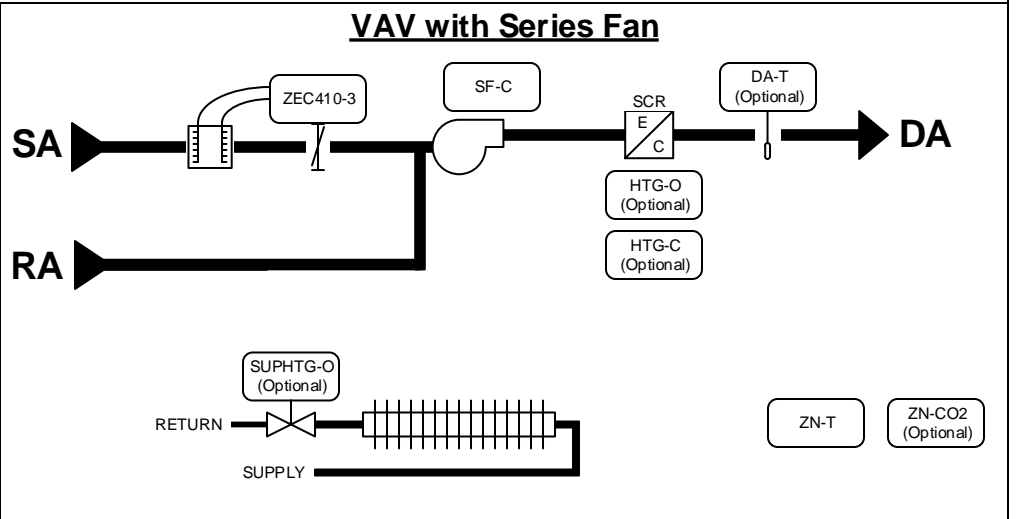 VAV with Series Fan
ZEC410-3
SF-C
DA-T
(Optional)
SCR
E
C
SA
DA
HTG-O
(Optional)
HTG-C
(Optional)
RA
SUPHTG-O
(Optional)
RETURN
SUPPLY
ZN-T
ZN-CO2
(Optional)